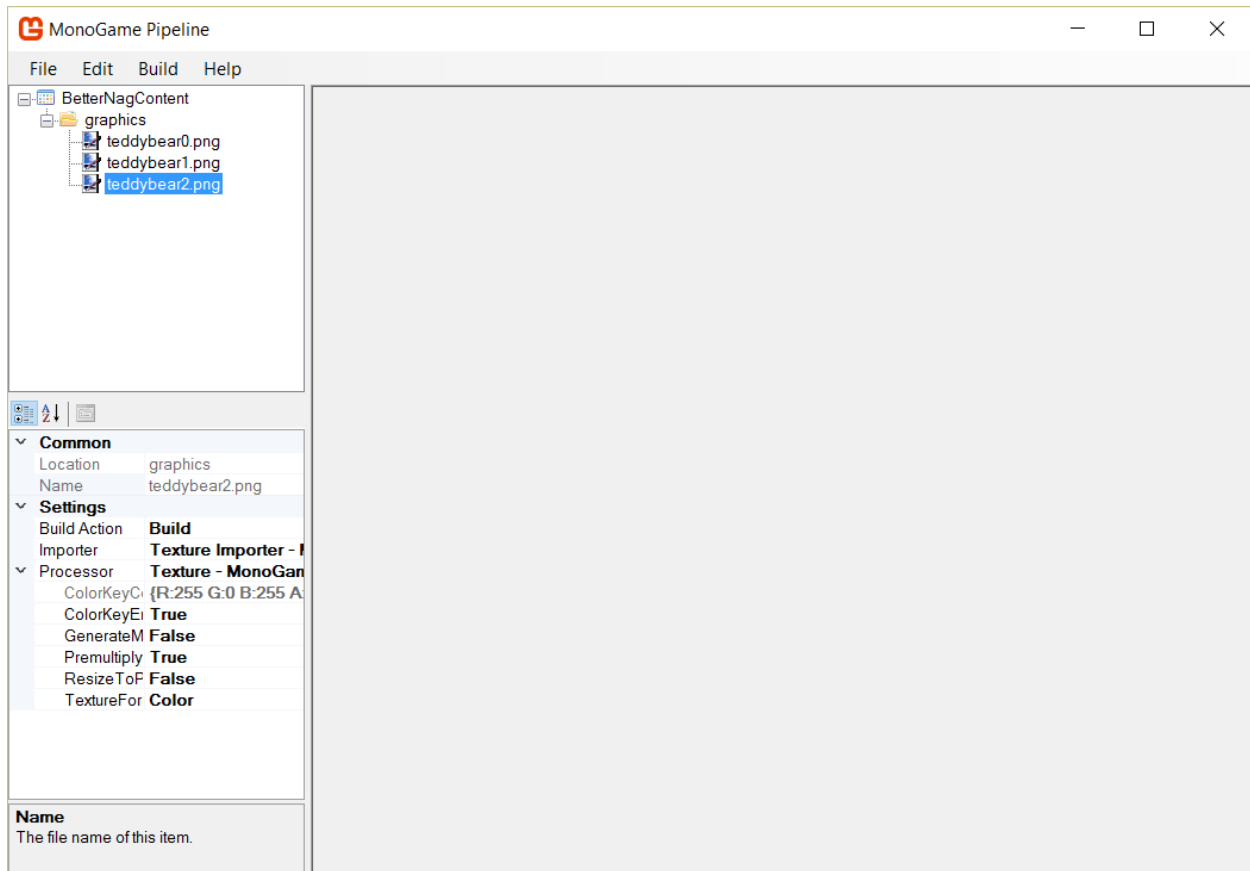 MonoGame Pipeline
File Edit Build Help
BetterNagContent
graphics
teddybear0.png
teddybear1.png
teddybear2.png
Common
Location graphics
Name teddybear2.png
Settings
Build Action Build
Importer Texture Importer -
Processor Texture - MonoGam
ColorKeyC {R:255 G:0 B:255 A:
ColorKeyE True
GenerateM False
Premultiply True
ResizeToP False
TextureFor Color
Name
The file name of this item.